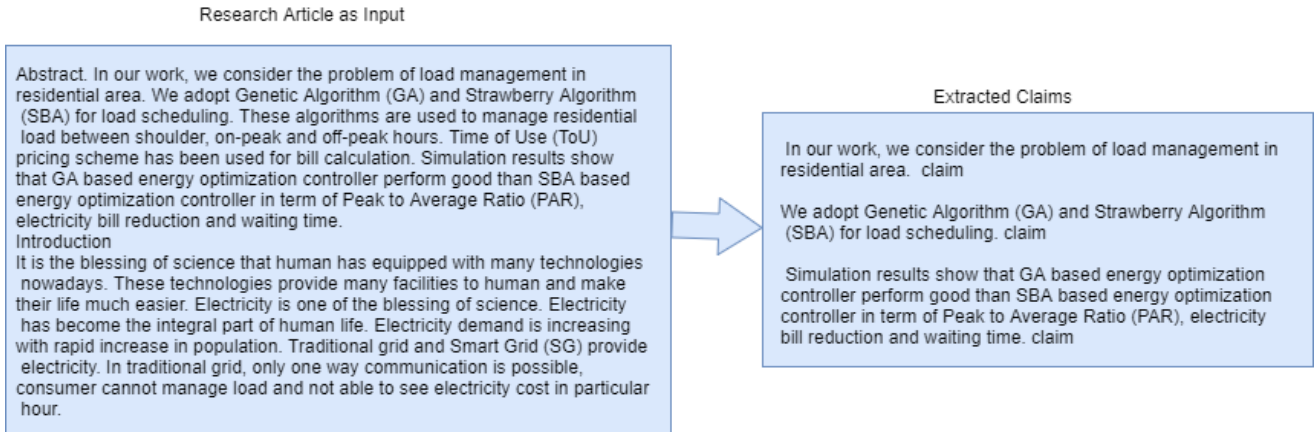 Research Article as Input
Abstract. In our work, we consider the problem of load management in
residential area. We adopt Genetic Algorithm (GA) and Strawberry Algorithm
(SBA) for load scheduling. These algorithms are used to manage residential
load between shoulder, on-peak and off-peak hours. Time of Use (ToU)
pricing scheme has been used for bill calculation. Simulation results show
that GA based energy optimization controller perform good than SBA based
energy optimization controller in term of Peak to Average Ratio (PAR),
electricity bill reduction and waiting time.
Introduction
It is the blessing of science that human has equipped with many technologies
nowadays. These technologies provide many facilities to human and make
their life much easier. Electricity is one of the blessing of science. Electricity
has become the integral part of human life. Electricity demand is increasing
with rapid increase in population. Traditional grid and Smart Grid (SG) provide
electricity. In traditional grid, only one way communication is possible,
consumer cannot manage load and not able to see electricity cost in particular
hour.
Extracted Claims
In our work, we consider the problem of load management in
residential area. claim
We adopt Genetic Algorithm (GA) and Strawberry Algorithm
(SBA) for load scheduling. claim
Simulation results show that GA based energy optimization
controller perform good than SBA based energy optimization
controller in term of Peak to Average Ratio (PAR), electricity
bill reduction and waiting time. claim